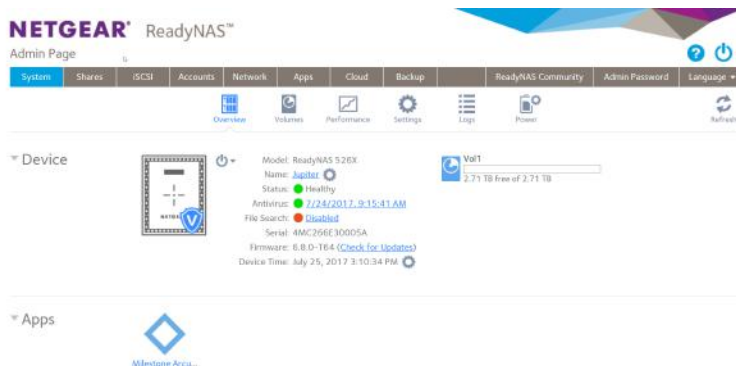 NETGEAR® ReadyNAS™
Admin Page
System Shares iSCSI Accounts Network Apps Cloud Backup ReadyNAS Community Admin Password Language
Overview Volumes Performance Settings Logs Power Refresh
Device
Model: ReadyNAS 526X
Name: Jupiter
Status: Healthy
Antivirus: 7/24/2017, 9:15:41 AM
File Search: Disabled
Serial: 4MC266E30005A
Firmware: 6.8.0-T64 (Check for Updates)
Device Time: July 25, 2017 3:10:34 PM
Vol1
2.71 TB free of 2.71 TB
Apps
Milestone Arcu...